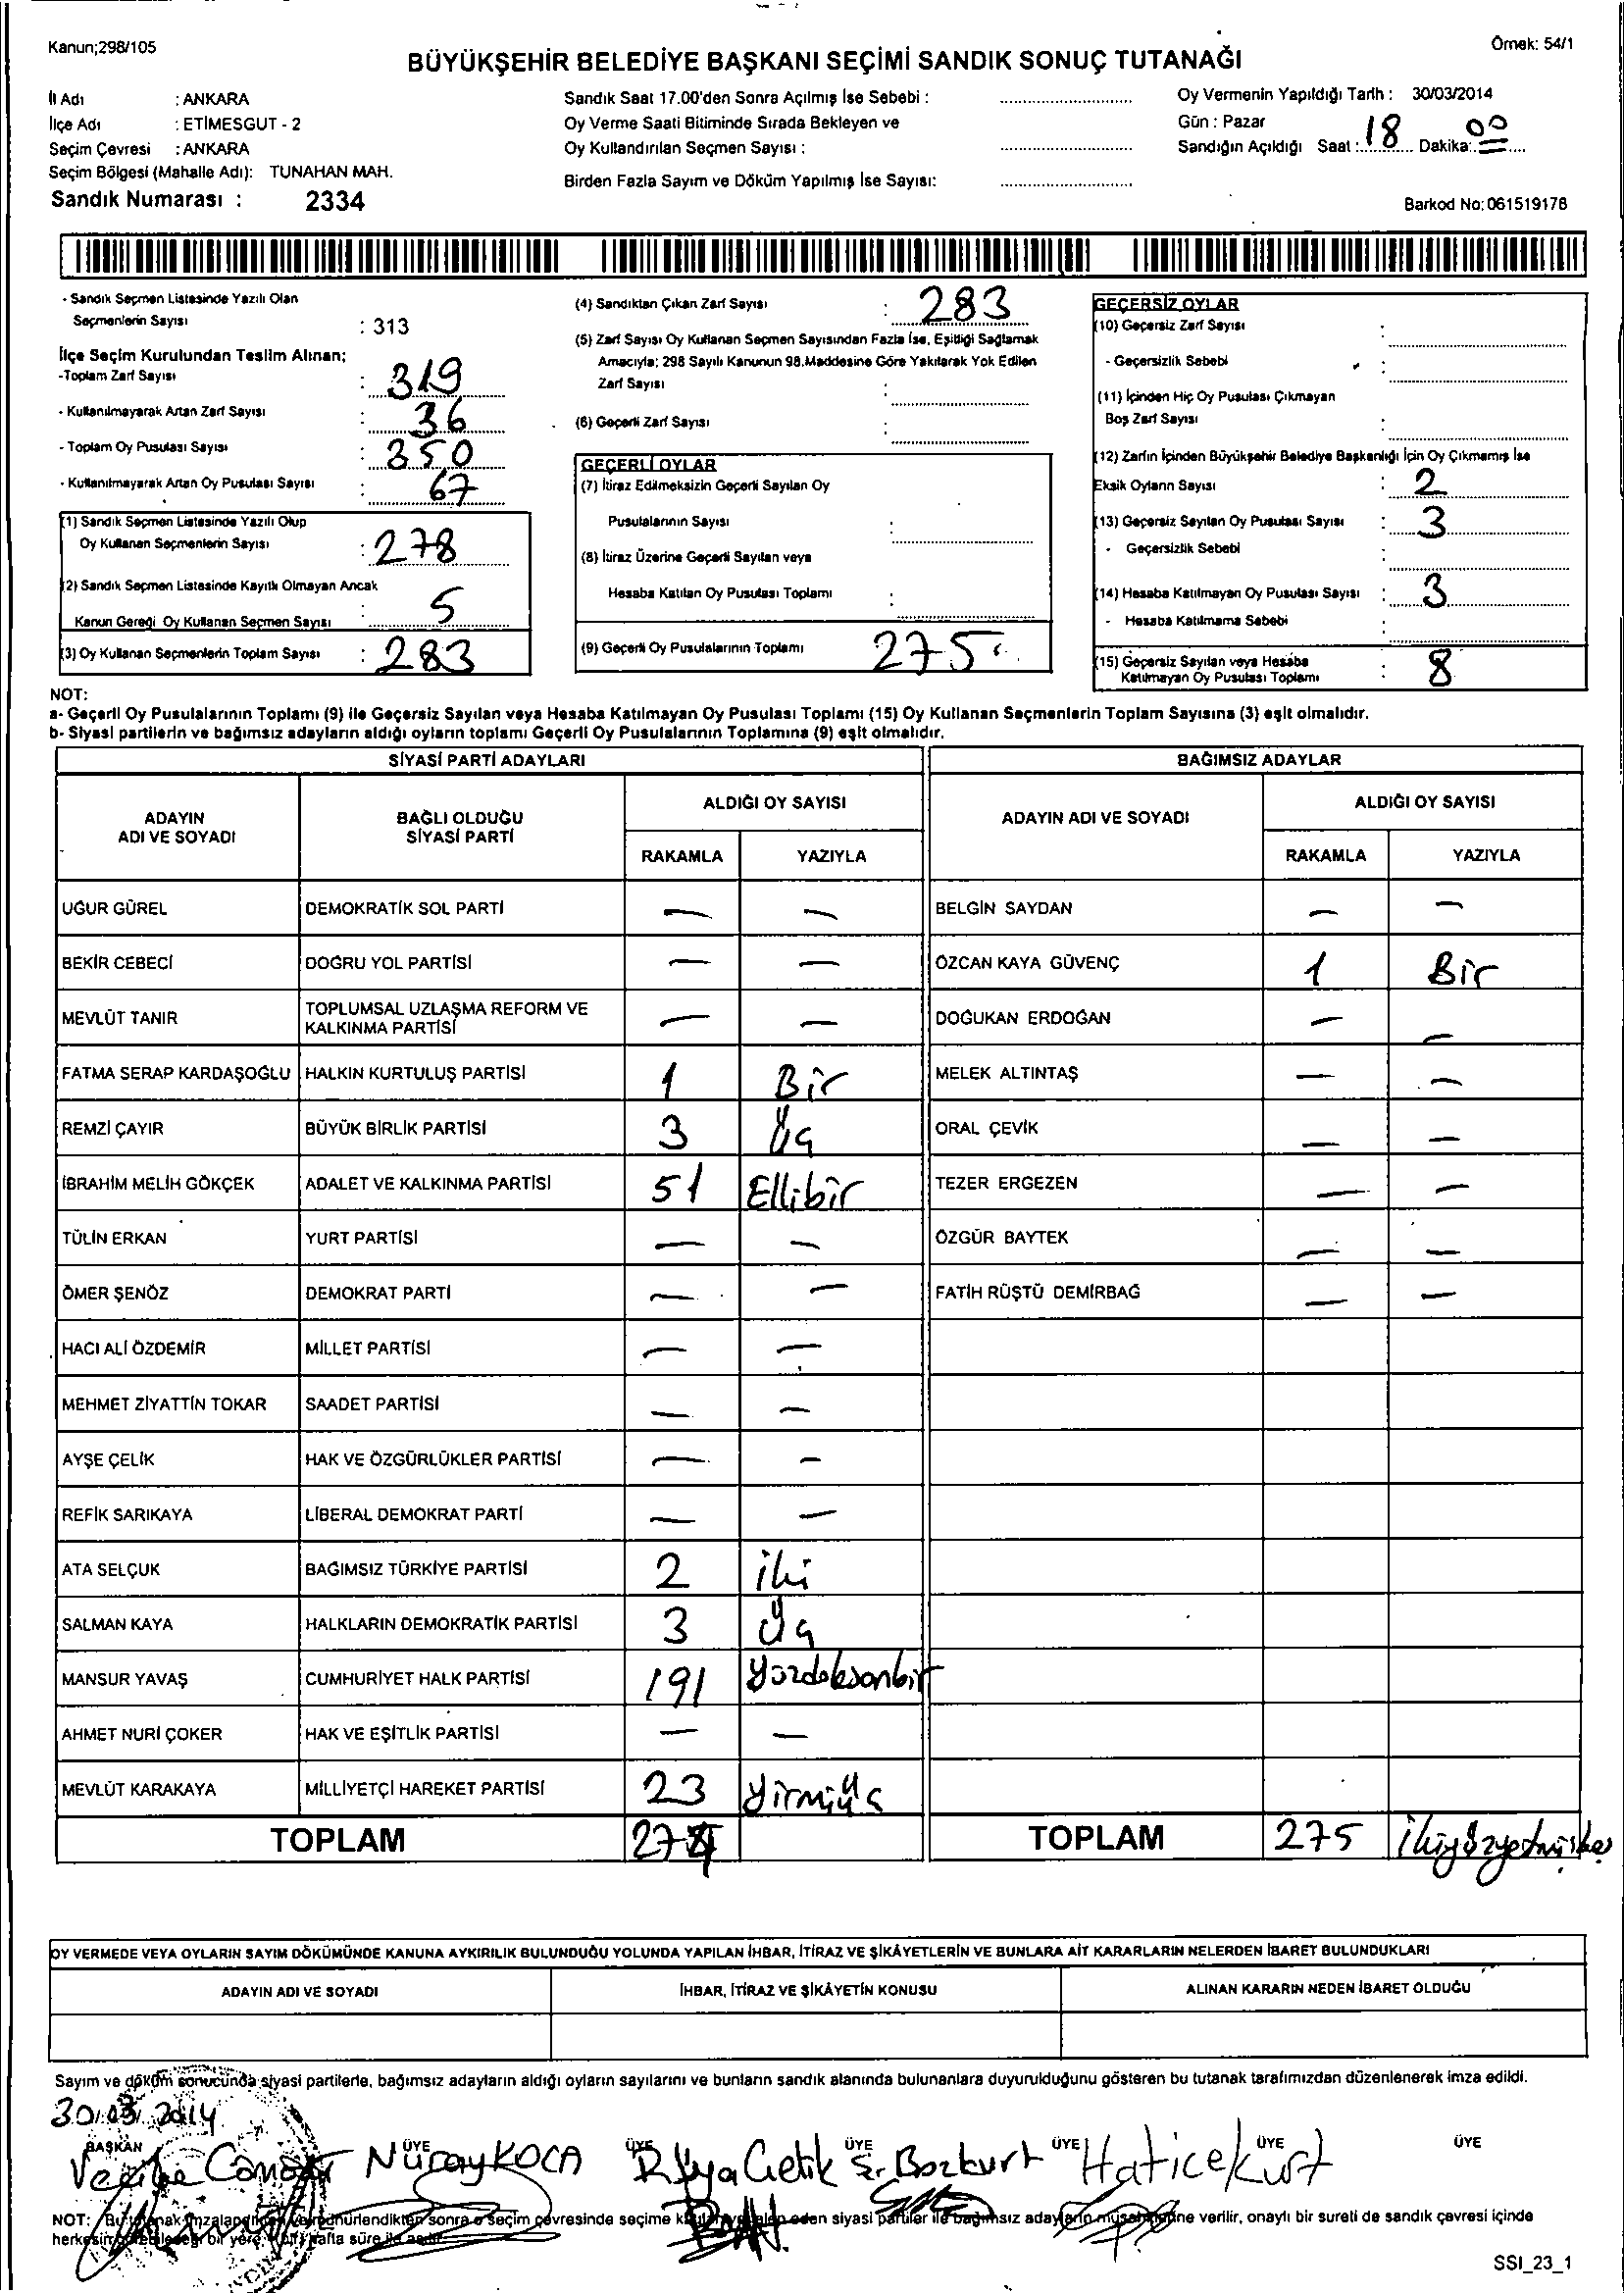 Kanun;298/105
Örnek: 54/1
BÜYÜKŞEHİR BELEDİYE BAŞKANI SEÇİMİ SANDIK SONUÇ TUTANAĞI
İl Adı : ANKARA
İlçe Adı : ETİMESGUT - 2
Seçim Çevresi : ANKARA
Seçim Bölgesi (Mahalle Adı): TUNAHAN MAH.
Sandık Numarası : 2334
Sandık Saat 17.00'den Sonra Açılmış İse Sebebi :
Oy Verme Saati Bitiminde Sırada Bekleyen ve
Oy Kullandırılan Seçmen Sayısı :
Birden Fazla Sayım ve Döküm Yapılmış İse Sayısı:
Oy Vermenin Yapıldığı Tarih : 30/03/2014
Gün : Pazar
Sandığın Açıldığı Saat : 18 Dakika: 00
Barkod No: 061519178
- Sandık Seçmen Listesinde Yazılı Olan
Seçmenlerin Sayısı : 313
İlçe Seçim Kurulundan Teslim Alınan;
-Toplam Zarf Sayısı : 319
- Kullanılmayarak Artan Zarf Sayısı : 36
- Toplam Oy Pusulası Sayısı : 350
- Kullanılmayarak Artan Oy Pusulası Sayısı : 67
(1) Sandık Seçmen Listesinde Yazılı Olup
Oy Kullanan Seçmenlerin Sayısı : 278
(2) Sandık Seçmen Listesinde Kayıtlı Olmayan Ancak
Kanun Gereği Oy Kullanan Seçmen Sayısı : 5
(3) Oy Kullanan Seçmenlerin Toplam Sayısı : 283
(4) Sandıktan Çıkan Zarf Sayısı : 283
(5) Zarf Sayısı Oy Kullanan Seçmen Sayısından Fazla İse, Eşitliği Sağlamak
Amacıyla; 298 Sayılı Kanunun 98.Maddesine Göre Yakılarak Yok Edilen
Zarf Sayısı :
(6) Geçerli Zarf Sayısı :
GEÇERLİ OYLAR
(7) İtiraz Edilmeksizin Geçerli Sayılan Oy
Pusulalarının Sayısı :
(8) İtiraz Üzerine Geçerli Sayılan veya
Hesaba Katılan Oy Pusulası Toplamı :
(9) Geçerli Oy Pusulalarının Toplamı 275
GEÇERSİZ OYLAR
(10) Geçersiz Zarf Sayısı :
- Geçersizlik Sebebi :
(11) İçinden Hiç Oy Pusulası Çıkmayan
Boş Zarf Sayısı :
(12) Zarfın İçinden Büyükşehir Belediye Başkanlığı İçin Oy Çıkmamış İse
Eksik Oyların Sayısı : 2
(13) Geçersiz Sayılan Oy Pusulası Sayısı : 3
- Geçersizlik Sebebi :
(14) Hesaba Katılmayan Oy Pusulası Sayısı : 3
- Hesaba Katılmama Sebebi :
(15) Geçersiz Sayılan veya Hesaba
Katılmayan Oy Pusulası Toplamı : 8
NOT:
a- Geçerli Oy Pusulalarının Toplamı (9) ile Geçersiz Sayılan veya Hesaba Katılmayan Oy Pusulası Toplamı (15) Oy Kullanan Seçmenlerin Toplam Sayısına (3) eşit olmalıdır.
b- Siyasi partilerin ve bağımsız adayların aldığı oyların toplamı Geçerli Oy Pusulalarının Toplamına (9) eşit olmalıdır.
SİYASİ PARTİ ADAYLARI BAĞIMSIZ ADAYLAR
ADAYIN ADI VE SOYADI BAĞLI OLDUĞU SİYASİ PARTİ ALDIĞI OY SAYISI ADAYIN ADI VE SOYADI ALDIĞI OY SAYISI
RAKAMLA YAZIYLA RAKAMLA YAZIYLA
UĞUR GÜREL DEMOKRATİK SOL PARTİ — — BELGİN SAYDAN — —
BEKİR CEBECİ DOĞRU YOL PARTİSİ — — ÖZCAN KAYA GÜVENÇ 1 Bir
MEVLÜT TANIR TOPLUMSAL UZLAŞMA REFORM VE KALKINMA PARTİSİ — — DOĞUKAN ERDOĞAN — —
FATMA SERAP KARDAŞOĞLU HALKIN KURTULUŞ PARTİSİ 1 Bir MELEK ALTINTAŞ — —
REMZİ ÇAYIR BÜYÜK BİRLİK PARTİSİ 3 Üç ORAL ÇEVİK — —
İBRAHİM MELİH GÖKÇEK ADALET VE KALKINMA PARTİSİ 51 Ellibir TEZER ERGEZEN — —
TÜLİN ERKAN YURT PARTİSİ — — ÖZGÜR BAYTEK — —
ÖMER ŞENÖZ DEMOKRAT PARTİ — — FATİH RÜŞTÜ DEMİRBAĞ — —
HACI ALİ ÖZDEMİR MİLLET PARTİSİ — —
MEHMET ZİYATTİN TOKAR SAADET PARTİSİ — —
AYŞE ÇELİK HAK VE ÖZGÜRLÜKLER PARTİSİ — —
REFİK SARIKAYA LİBERAL DEMOKRAT PARTİ — —
ATA SELÇUK BAĞIMSIZ TÜRKİYE PARTİSİ 2 iki
SALMAN KAYA HALKLARIN DEMOKRATİK PARTİSİ 3 Üç
MANSUR YAVAŞ CUMHURİYET HALK PARTİSİ 191 Yüzdoksanbir
AHMET NURİ ÇOKER HAK VE EŞİTLİK PARTİSİ — —
MEVLÜT KARAKAYA MİLLİYETÇİ HAREKET PARTİSİ 23 Yirmiüç
TOPLAM 274 TOPLAM 275 ikiyüzyetmişbeş
OY VERMEDE VEYA OYLARIN SAYIM DÖKÜMÜNDE KANUNA AYKIRILIK BULUNDUĞU YOLUNDA YAPILAN İHBAR, İTİRAZ VE ŞİKÂYETLERİN VE BUNLARA AİT KARARLARIN NELERDEN İBARET BULUNDUKLARI
ADAYIN ADI VE SOYADI İHBAR, İTİRAZ VE ŞİKÂYETİN KONUSU ALINAN KARARIN NEDEN İBARET OLDUĞU
Sayım ve döküm sonucunda siyasi partilerle, bağımsız adayların aldığı oyların sayılarını ve bunların sandık alanında bulunanlara duyurulduğunu gösteren bu tutanak tarafımızdan düzenlenerek imza edildi.
30.03.2014
BAŞKAN ÜYE ÜYE ÜYE ÜYE ÜYE ÜYE
Nüray KOCA Çetik Bozkurt Hatice Kurt
NOT: Bu tutanak imzalandıktan ve mühürlendikten sonra o seçim çevresinde seçime eden siyasi partiler ile bağımsız adayların müşahitlerine verilir, onaylı bir sureti de sandık çevresi içinde
herkesin görebileceği bir yere hafta süre ile asılır.
SSI_23_1